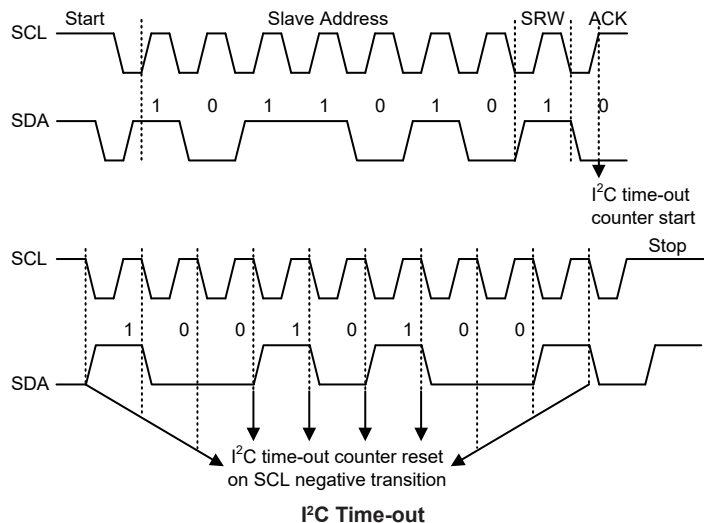 Start Slave Address SRW ACK
SCL
1 0 1 1 0 1 0 1 0
SDA
I²C time-out
counter start
Stop
SCL
1 0 0 1 0 1 0 0
SDA
I²C time-out counter reset
on SCL negative transition
I²C Time-out